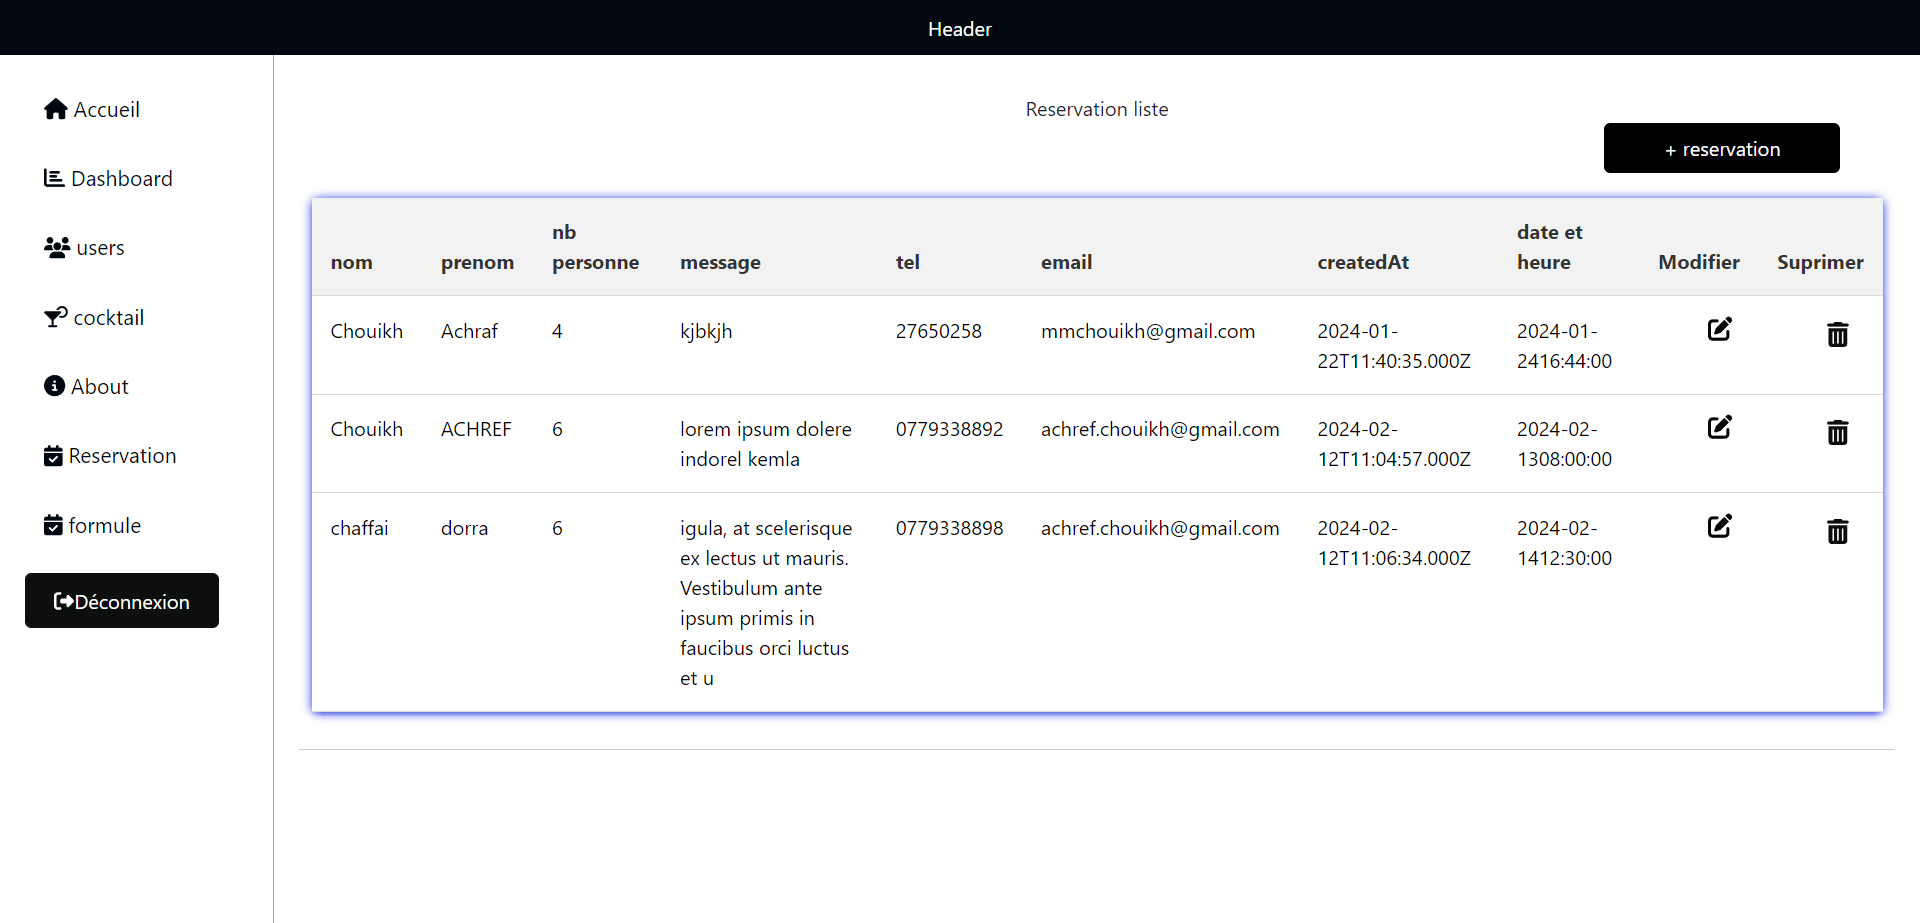 Header
Accueil
Dashboard
users
cocktail
About
Reservation
formule
Déconnexion
Reservation liste
+ reservation
nom prenom nb personne message tel email createdAt date et heure Modifier Suprimer
Chouikh Achraf 4 kjbkjh 27650258 mmchouikh@gmail.com 2024-01-22T11:40:35.000Z 2024-01-2416:44:00
Chouikh ACHREF 6 lorem ipsum dolere indorel kemla 0779338892 achref.chouikh@gmail.com 2024-02-12T11:04:57.000Z 2024-02-1308:00:00
chaffai dorra 6 igula, at scelerisque ex lectus ut mauris. Vestibulum ante ipsum primis in faucibus orci luctus et u 0779338898 achref.chouikh@gmail.com 2024-02-12T11:06:34.000Z 2024-02-1412:30:00